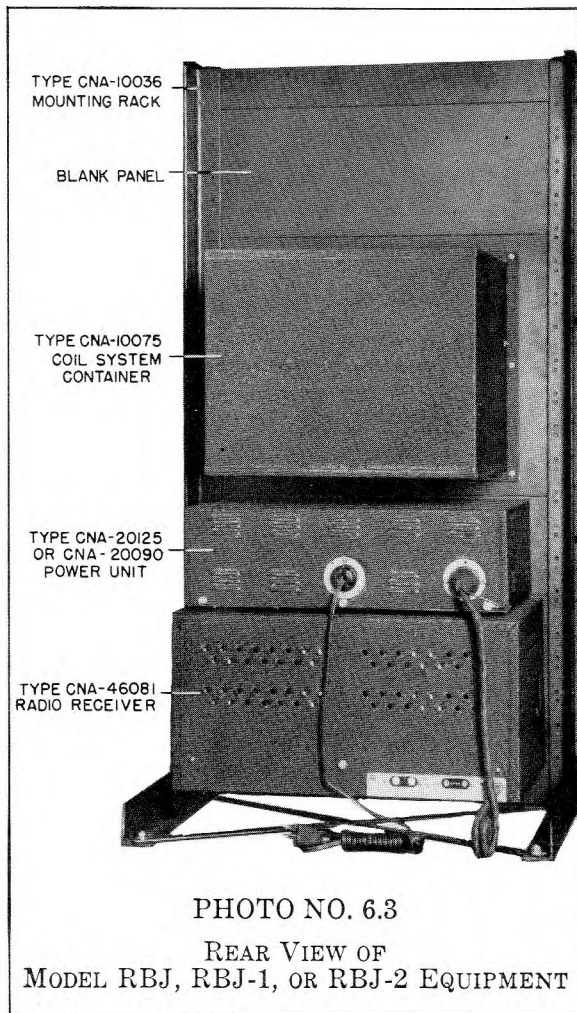 TYPE CNA-10036
MOUNTING RACK
BLANK PANEL
TYPE CNA-10075
COIL SYSTEM
CONTAINER
TYPE CNA-20125
OR CNA-20090
POWER UNIT
TYPE CNA-46081
RADIO RECEIVER
PHOTO NO. 6.3
REAR VIEW OF
MODEL RBJ, RBJ-1, OR RBJ-2 EQUIPMENT